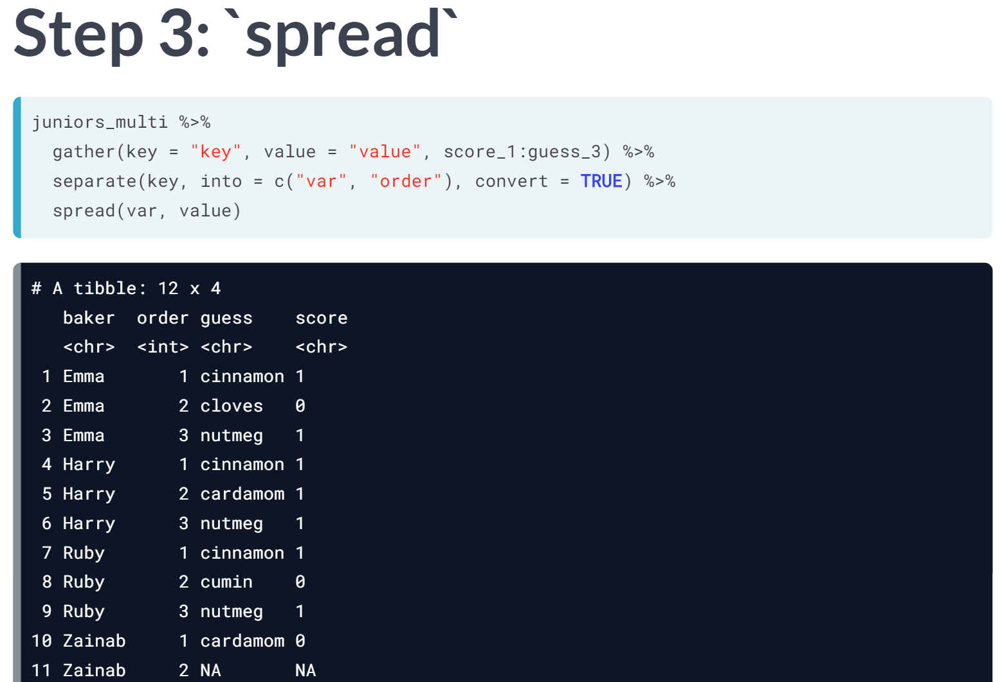 Step 3: `spread`
juniors_multi %>%
  gather(key = "key", value = "value", score_1:guess_3) %>%
  separate(key, into = c("var", "order"), convert = TRUE) %>%
  spread(var, value)
# A tibble: 12 x 4
   baker  order guess    score
   <chr>  <int> <chr>    <chr>
 1 Emma       1 cinnamon 1
 2 Emma       2 cloves   0
 3 Emma       3 nutmeg   1
 4 Harry      1 cinnamon 1
 5 Harry      2 cardamom 1
 6 Harry      3 nutmeg   1
 7 Ruby       1 cinnamon 1
 8 Ruby       2 cumin    0
 9 Ruby       3 nutmeg   1
10 Zainab     1 cardamom 0
11 Zainab     2 NA       NA